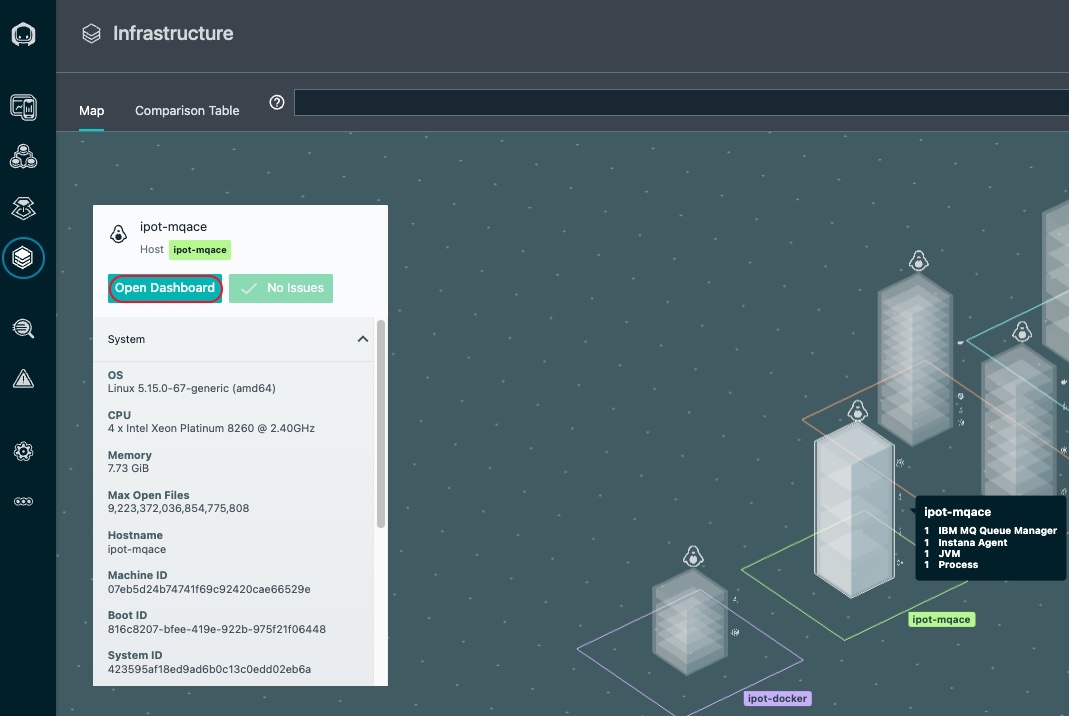 Infrastructure
Map
Comparison Table
?
ipot-mqace
Host ipot-mqace
Open Dashboard
No Issues
System
OS
Linux 5.15.0-67-generic (amd64)
CPU
4 x Intel Xeon Platinum 8260 @ 2.40GHz
Memory
7.73 GiB
Max Open Files
9,223,372,036,854,775,808
Hostname
ipot-mqace
Machine ID
07eb5d24b74741f69c92420cae66529e
Boot ID
816c8207-bfee-419e-922b-975f21f06448
System ID
423595af18ed9ad6b0c13c0edd02eb6a
ipot-mqace
1 IBM MQ Queue Manager
1 Instana Agent
1 JVM
1 Process
ipot-mqace
ipot-docker